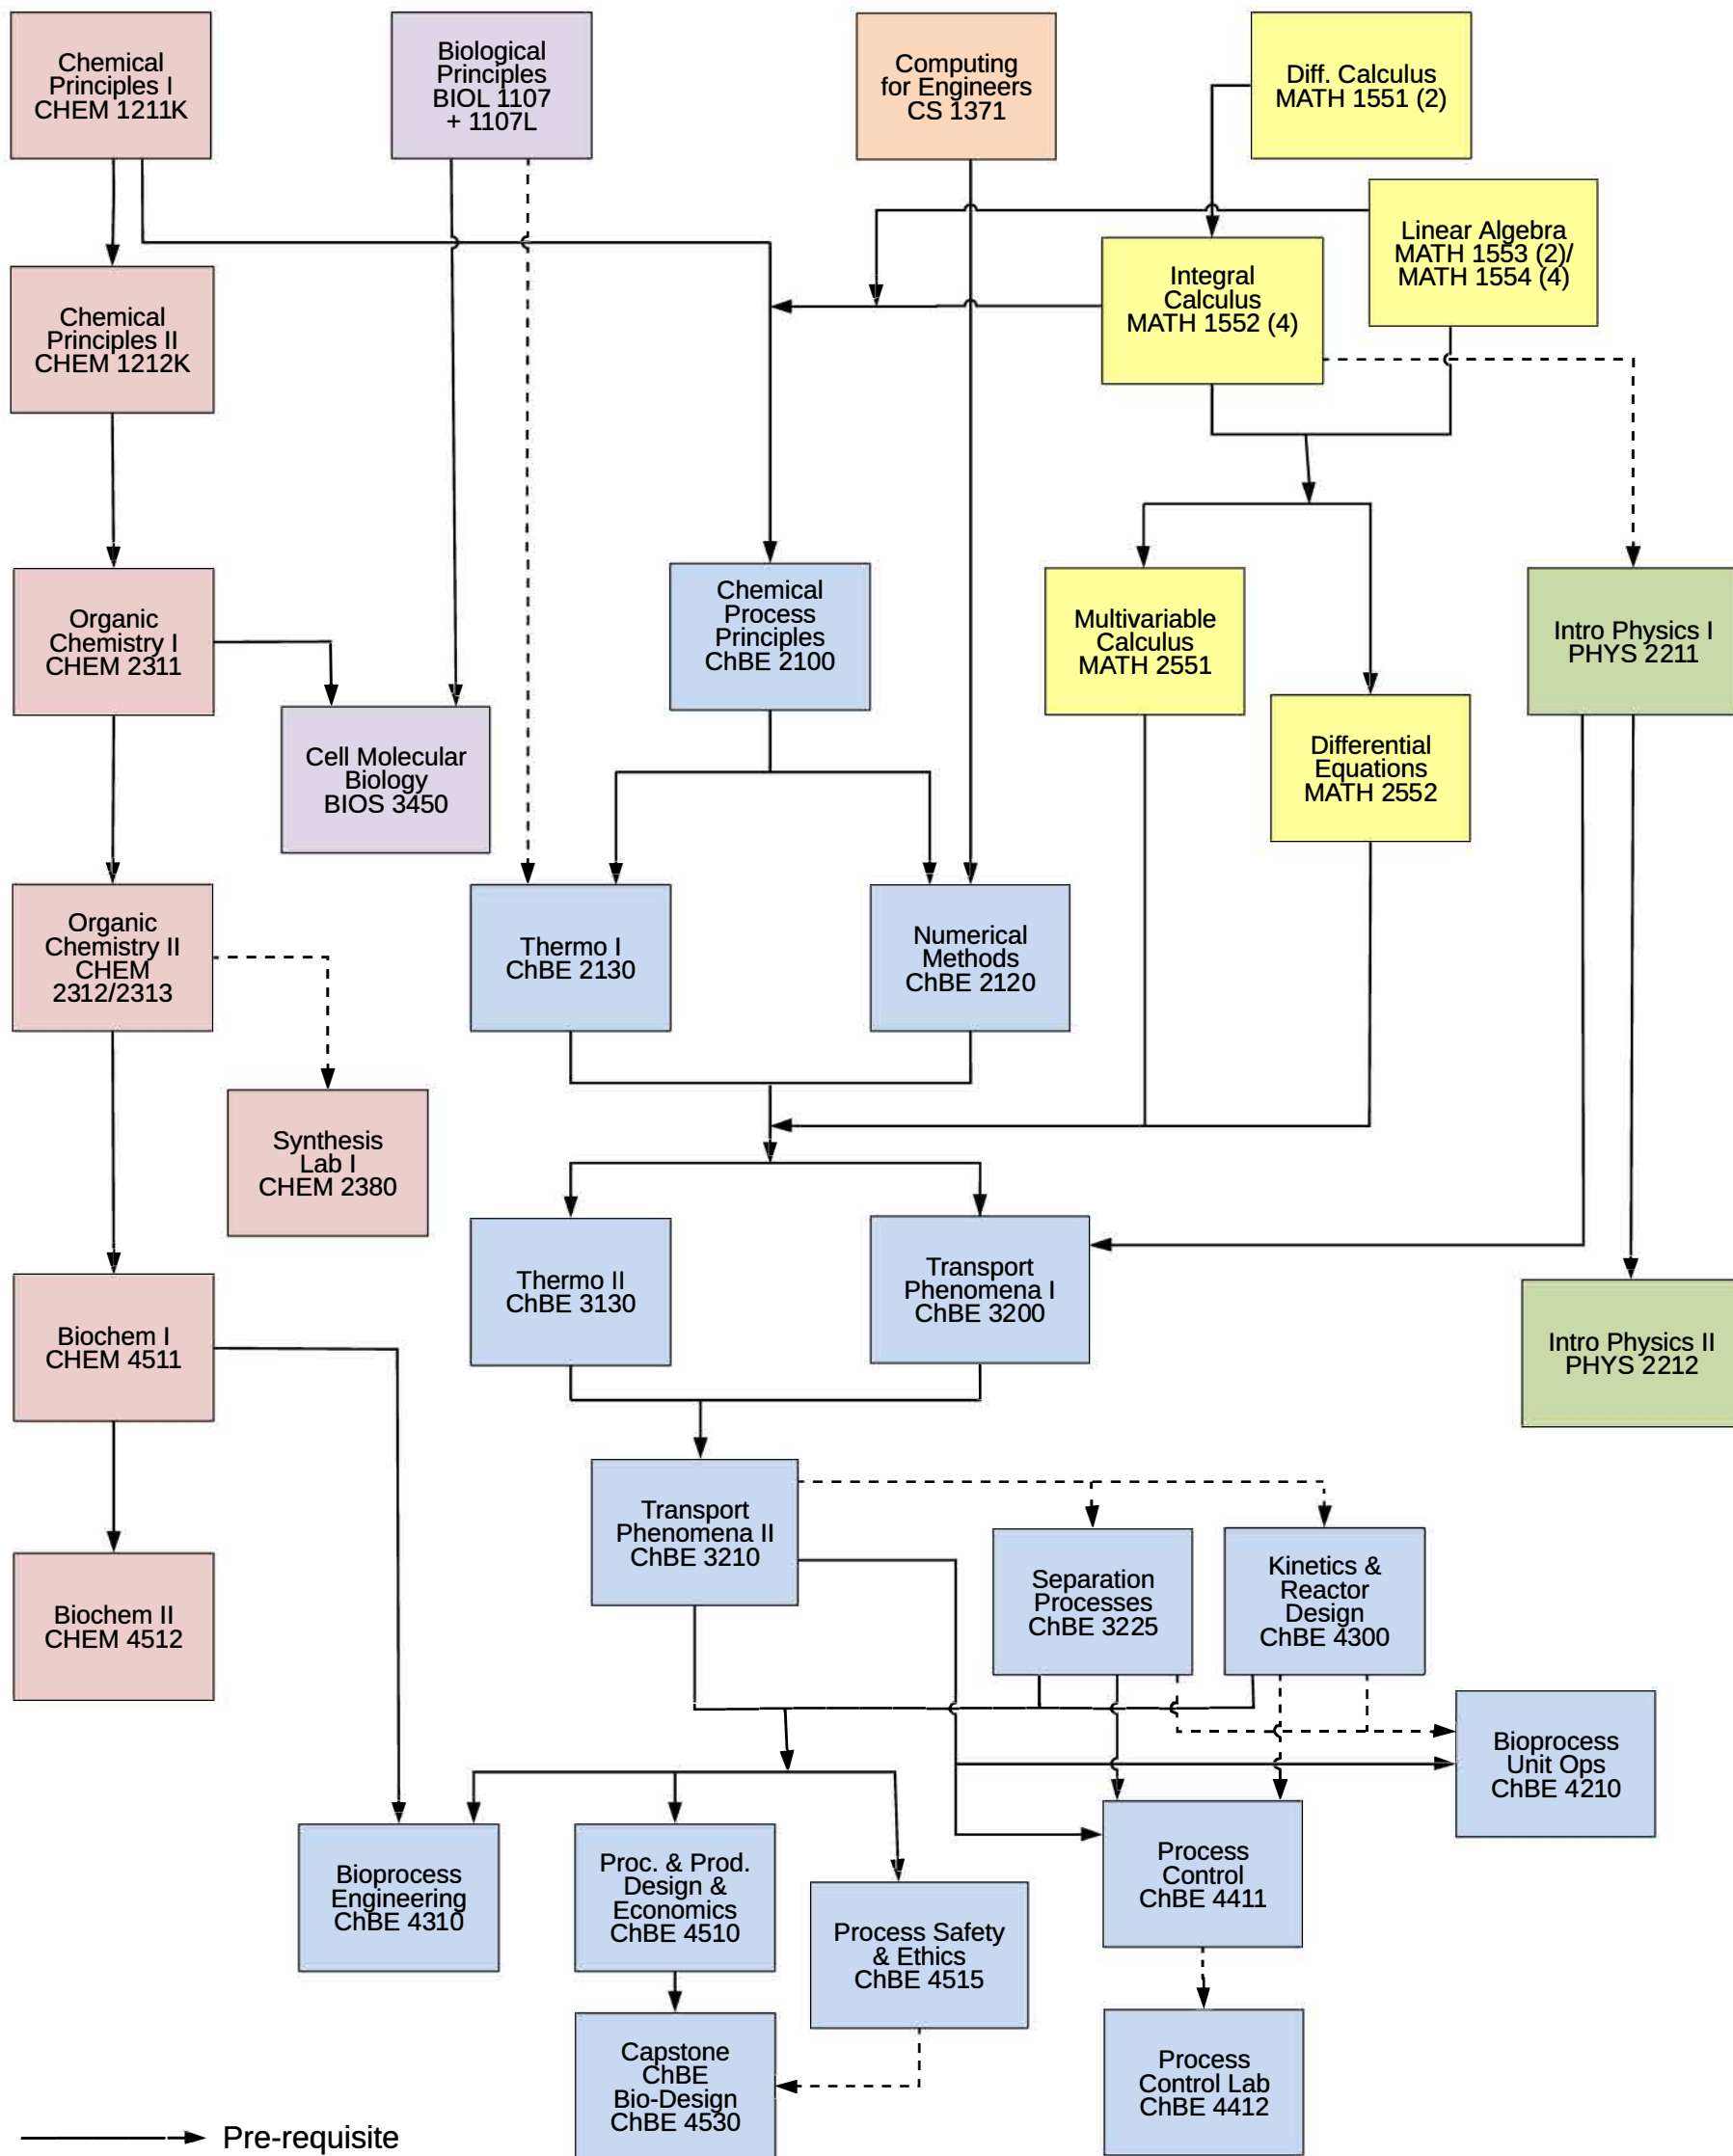 Chemical
Principles I
CHEM 1211K
Biological
Principles
BIOL 1107
+ 1107L
Computing
for Engineers
CS 1371
Diff. Calculus
MATH 1551 (2)
Linear Algebra
MATH 1553 (2)/
MATH 1554 (4)
Integral
Calculus
MATH 1552 (4)
Chemical
Principles II
CHEM 1212K
Organic
Chemistry I
CHEM 2311
Chemical
Process
Principles
ChBE 2100
Multivariable
Calculus
MATH 2551
Intro Physics I
PHYS 2211
Cell Molecular
Biology
BIOS 3450
Differential
Equations
MATH 2552
Organic
Chemistry II
CHEM
2312/2313
Thermo I
ChBE 2130
Numerical
Methods
ChBE 2120
Synthesis
Lab I
CHEM 2380
Thermo II
ChBE 3130
Transport
Phenomena I
ChBE 3200
Biochem I
CHEM 4511
Intro Physics II
PHYS 2212
Transport
Phenomena II
ChBE 3210
Separation
Processes
ChBE 3225
Kinetics &
Reactor
Design
ChBE 4300
Biochem II
CHEM 4512
Bioprocess
Unit Ops
ChBE 4210
Bioprocess
Engineering
ChBE 4310
Proc. & Prod.
Design &
Economics
ChBE 4510
Process Safety
& Ethics
ChBE 4515
Process
Control
ChBE 4411
Capstone
ChBE
Bio-Design
ChBE 4530
Process
Control Lab
ChBE 4412
Pre-requisite